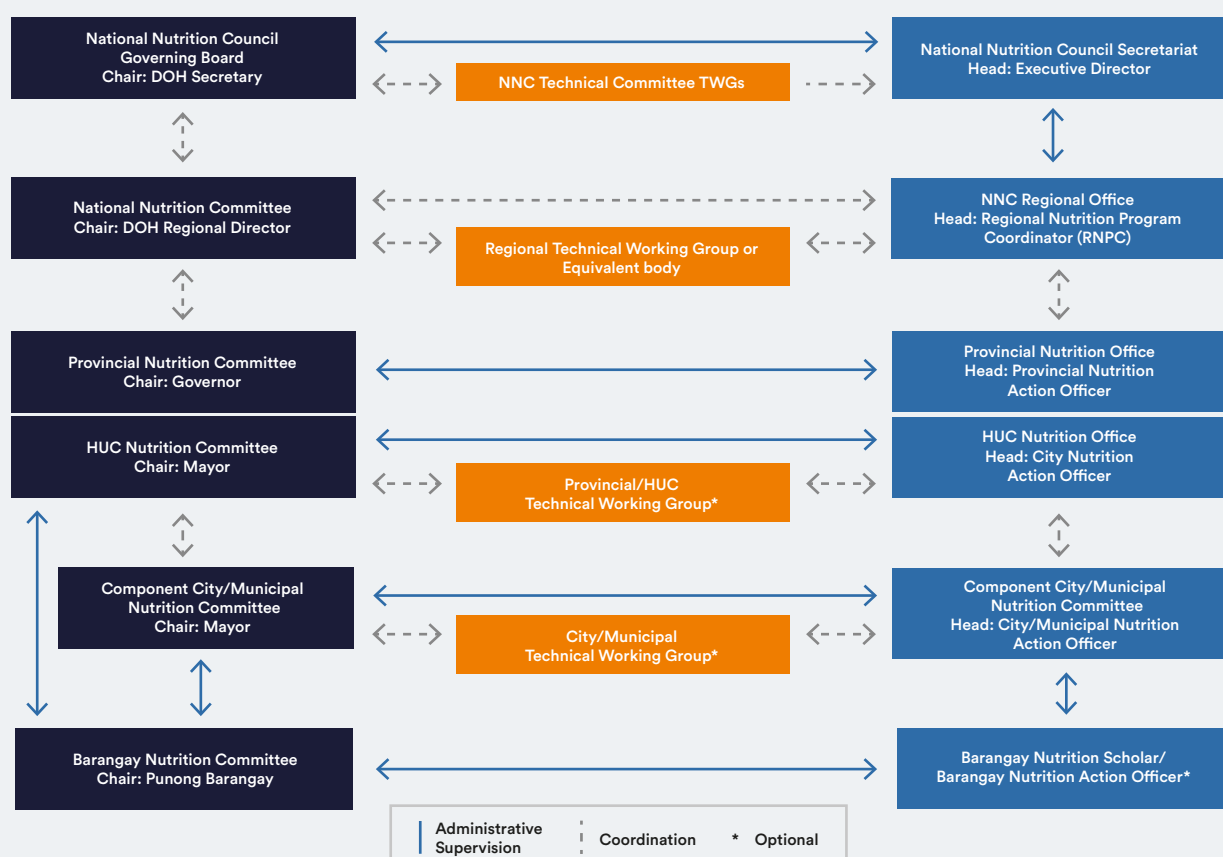 National Nutrition Council
Governing Board
Chair: DOH Secretary
NNC Technical Committee TWGs
National Nutrition Council Secretariat
Head: Executive Director
National Nutrition Committee
Chair: DOH Regional Director
Regional Technical Working Group or
Equivalent body
NNC Regional Office
Head: Regional Nutrition Program
Coordinator (RNPC)
Provincial Nutrition Committee
Chair: Governor
Provincial Nutrition Office
Head: Provincial Nutrition
Action Officer
HUC Nutrition Committee
Chair: Mayor
Provincial/HUC
Technical Working Group*
HUC Nutrition Office
Head: City Nutrition
Action Officer
Component City/Municipal
Nutrition Committee
Chair: Mayor
City/Municipal
Technical Working Group*
Component City/Municipal
Nutrition Committee
Head: City/Municipal Nutrition
Action Officer
Barangay Nutrition Committee
Chair: Punong Barangay
Barangay Nutrition Scholar/
Barangay Nutrition Action Officer*
Administrative
Supervision
Coordination
* Optional